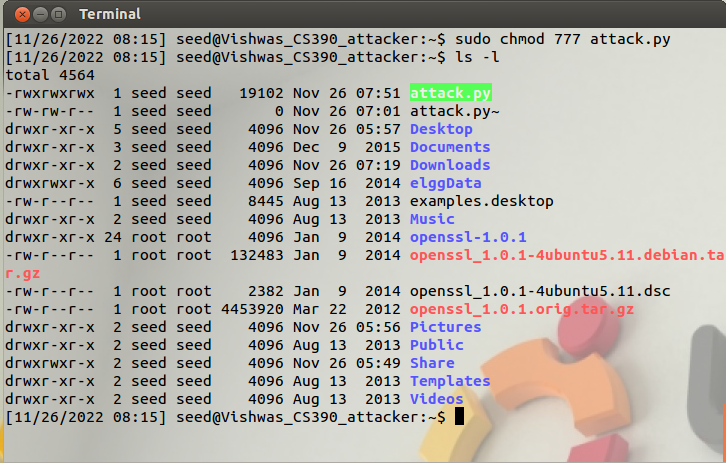 Terminal
[11/26/2022 08:15] seed@Vishwas_CS390_attacker:~$ sudo chmod 777 attack.py
[11/26/2022 08:15] seed@Vishwas_CS390_attacker:~$ ls -l
total 4564
-rwxrwxrwx  1 seed seed   19102 Nov 26 07:51 attack.py
-rw-rw-r--  1 seed seed       0 Nov 26 07:01 attack.py~
drwxr-xr-x  5 seed seed    4096 Nov 26 05:57 Desktop
drwxr-xr-x  3 seed seed    4096 Dec  9  2015 Documents
drwxr-xr-x  2 seed seed    4096 Nov 26 07:19 Downloads
drwxrwxr-x  6 seed seed    4096 Sep 16  2014 elggData
-rw-r--r--  1 seed seed    8445 Aug 13  2013 examples.desktop
drwxr-xr-x  2 seed seed    4096 Aug 13  2013 Music
drwxr-xr-x 24 root root    4096 Jan  9  2014 openssl-1.0.1
-rw-r--r--  1 root root  132483 Jan  9  2014 openssl_1.0.1-4ubuntu5.11.debian.ta
r.gz
-rw-r--r--  1 root root    2382 Jan  9  2014 openssl_1.0.1-4ubuntu5.11.dsc
-rw-r--r--  1 root root 4453920 Mar 22  2012 openssl_1.0.1.orig.tar.gz
drwxr-xr-x  2 seed seed    4096 Nov 26 05:56 Pictures
drwxr-xr-x  2 seed seed    4096 Aug 13  2013 Public
drwxrwxr-x  2 seed seed    4096 Nov 26 05:49 Share
drwxr-xr-x  2 seed seed    4096 Aug 13  2013 Templates
drwxr-xr-x  2 seed seed    4096 Aug 13  2013 Videos
[11/26/2022 08:15] seed@Vishwas_CS390_attacker:~$